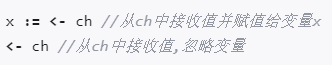 x := <- ch //从ch中接收值并赋值给变量x
<- ch //从ch中接收值,忽略变量